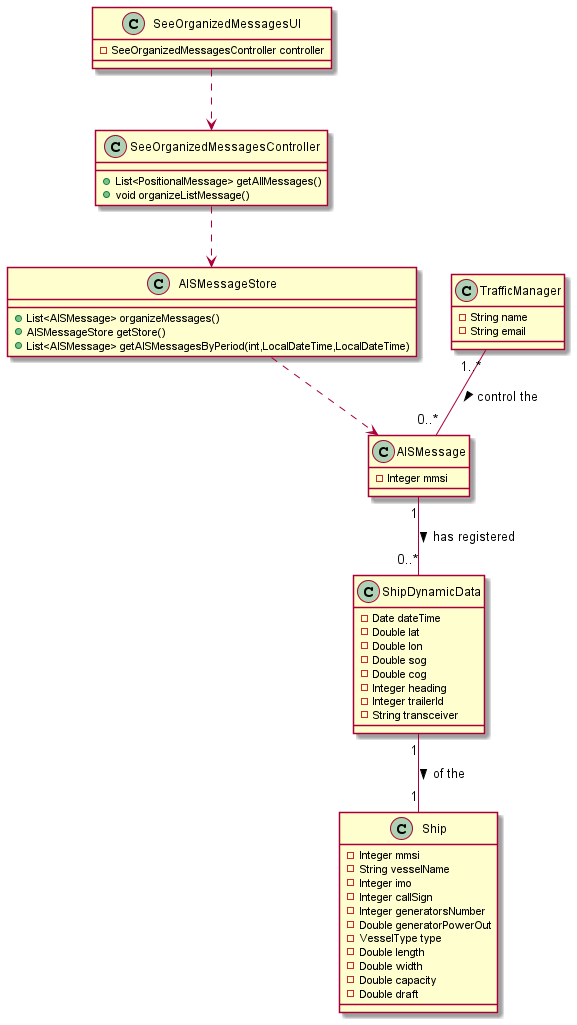 C SeeOrganizedMessagesUI
SeeOrganizedMessagesController controller
C SeeOrganizedMessagesController
List<PositionalMessage> getAllMessages()
void organizeListMessage()
C AISMessageStore
List<AISMessage> organizeMessages()
AISMessageStore getStore()
List<AISMessage> getAISMessagesByPeriod(int,LocalDateTime,LocalDateTime)
C TrafficManager
String name
String email
1..*
control the
0..*
C AISMessage
Integer mmsi
1
has registered
0..*
C ShipDynamicData
Date dateTime
Double lat
Double lon
Double sog
Double cog
Integer heading
Integer trailerId
String transceiver
1
of the
1
C Ship
Integer mmsi
String vesselName
Integer imo
Integer callSign
Integer generatorsNumber
Double generatorPowerOut
VesselType type
Double length
Double width
Double capacity
Double draft